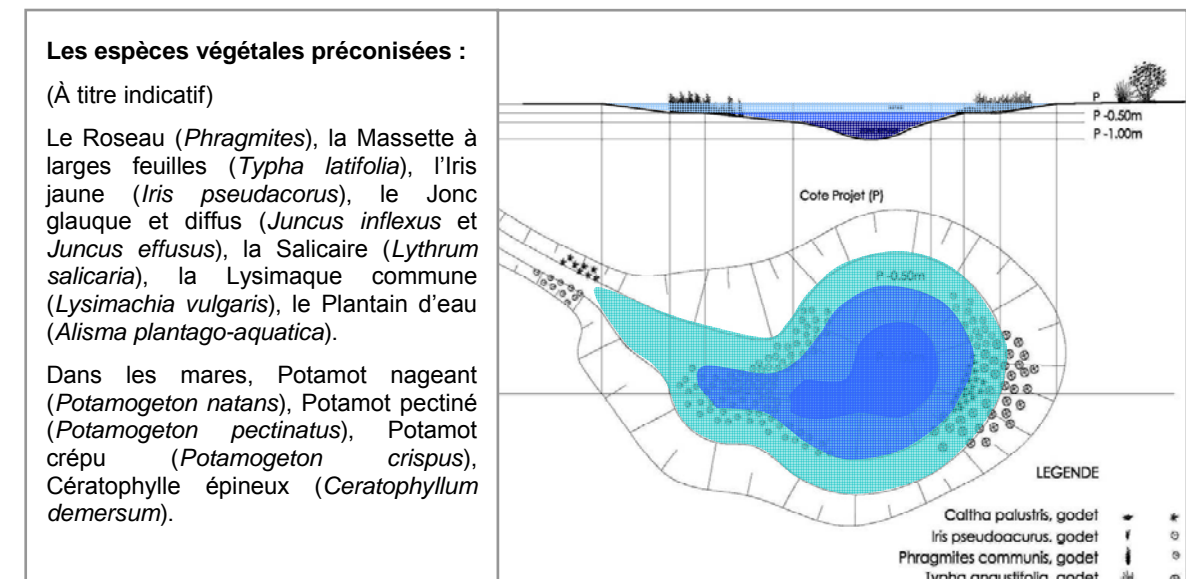 Les espèces végétales préconisées :
(À titre indicatif)
Le Roseau (Phragmites), la Massette à
larges feuilles (Typha latifolia), l'Iris
jaune (Iris pseudacorus), le Jonc
glauque et diffus (Juncus inflexus et
Juncus effusus), la Salicaire (Lythrum
salicaria), la Lysimaque commune
(Lysimachia vulgaris), le Plantain d'eau
(Alisma plantago-aquatica).
Dans les mares, Potamot nageant
(Potamogeton natans), Potamot pectiné
(Potamogeton pectinatus), Potamot
crépu (Potamogeton crispus),
Cératophylle épineux (Ceratophyllum
demersum).
P
P -0.50m
P -1.00m
Cote Projet (P)
P -0.50m
LEGENDE
Caltha palustris, godet
Iris pseudoacurus, godet
Phragmites communis, godet
Typha angustifolia, godet